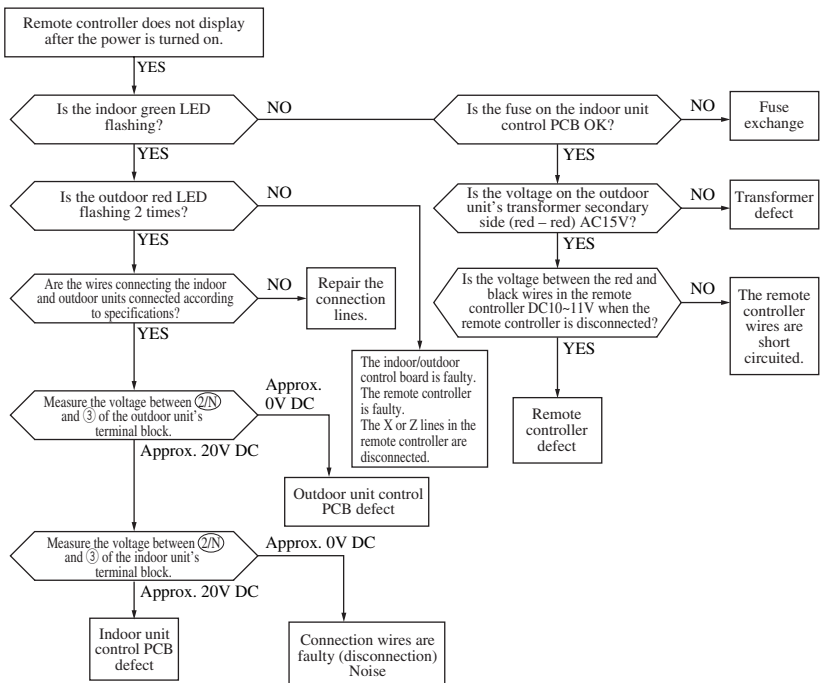 Remote controller does not display
after the power is turned on.
YES
Is the indoor green LED
flashing?
NO
YES
Is the fuse on the indoor unit
control PCB OK?
NO
Fuse
exchange
YES
Is the outdoor red LED
flashing 2 times?
NO
YES
Is the voltage on the outdoor
unit's transformer secondary
side (red – red) AC15V?
NO
Transformer
defect
YES
Are the wires connecting the indoor
and outdoor units connected according
to specifications?
NO
Repair the
connection
lines.
YES
Is the voltage between the red and
black wires in the remote
controller DC10~11V when the
remote controller is disconnected?
NO
The remote
controller
wires are
short
circuited.
YES
The indoor/outdoor
control board is faulty.
The remote controller
is faulty.
The X or Z lines in the
remote controller are
disconnected.
Remote
controller
defect
Measure the voltage between 2/N
and ③ of the outdoor unit's
terminal block.
Approx.
0V DC
Approx. 20V DC
Outdoor unit control
PCB defect
Measure the voltage between 2/N
and ③ of the indoor unit's
terminal block.
Approx. 0V DC
Approx. 20V DC
Indoor unit
control PCB
defect
Connection wires are
faulty (disconnection)
Noise